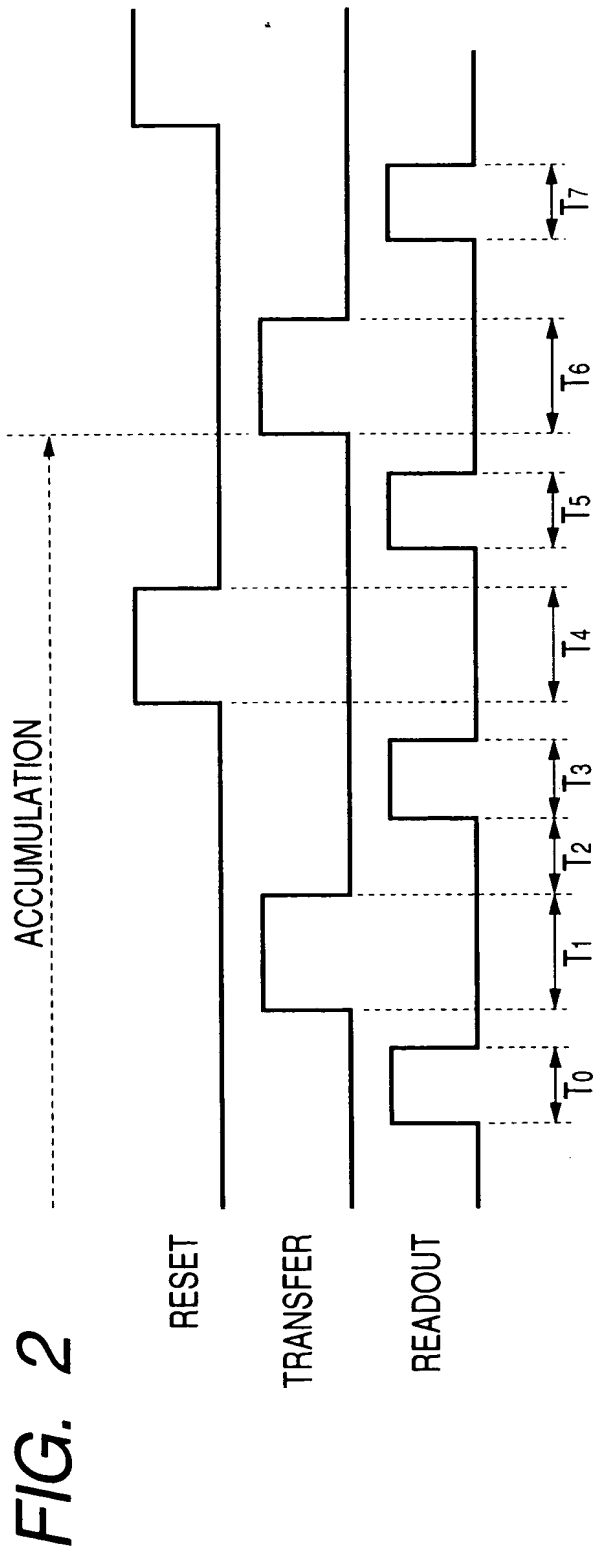 FIG. 2
ACCUMULATION
RESET
TRANSFER
READOUT
T0 T1 T2 T3 T4 T5 T6 T7